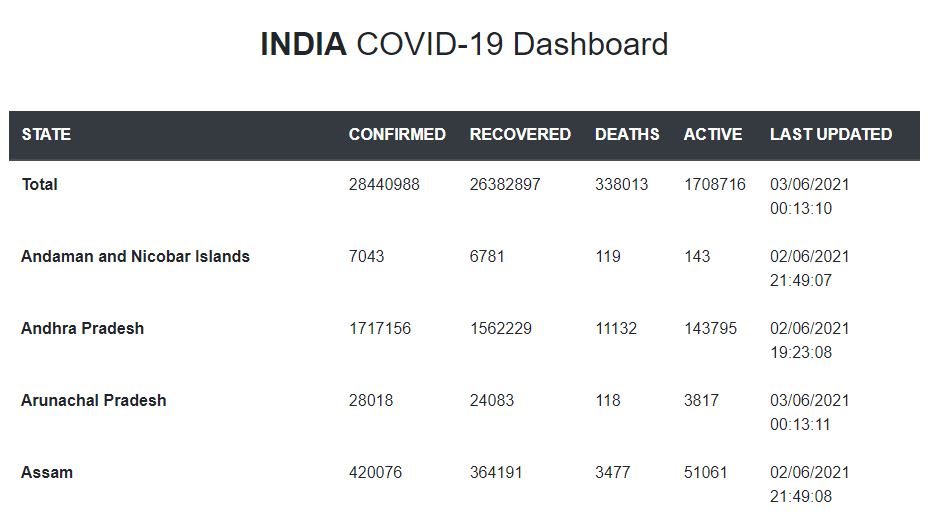 INDIA COVID-19 Dashboard
STATE CONFIRMED RECOVERED DEATHS ACTIVE LAST UPDATED
Total 28440988 26382897 338013 1708716 03/06/2021
00:13:10
Andaman and Nicobar Islands 7043 6781 119 143 02/06/2021
21:49:07
Andhra Pradesh 1717156 1562229 11132 143795 02/06/2021
19:23:08
Arunachal Pradesh 28018 24083 118 3817 03/06/2021
00:13:11
Assam 420076 364191 3477 51061 02/06/2021
21:49:08